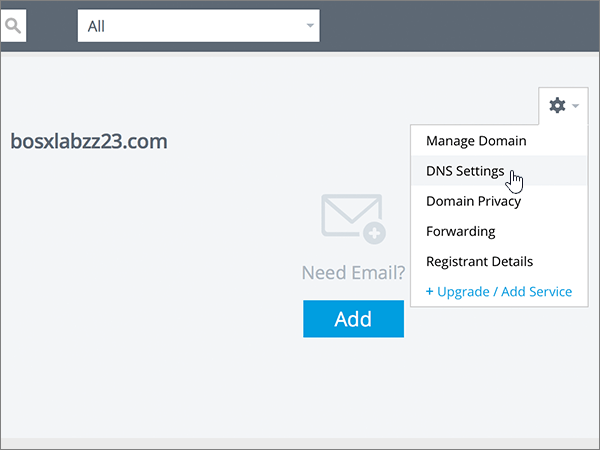 All
bosxlabzz23.com
Manage Domain
DNS Settings
Domain Privacy
Forwarding
Registrant Details
+ Upgrade / Add Service
Need Email?
Add